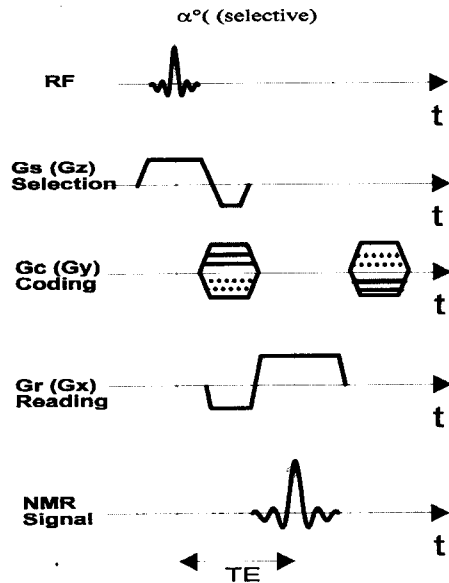 α°( (selective)
RF
t
Gs (Gz)
Selection
t
Gc (Gy)
Coding
t
Gr (Gx)
Reading
t
NMR
Signal
t
TE